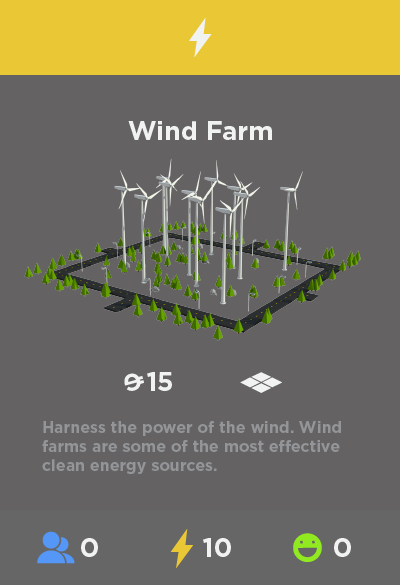 Wind Farm
15
Harness the power of the wind. Wind
farms are some of the most effective
clean energy sources.
0 10 0